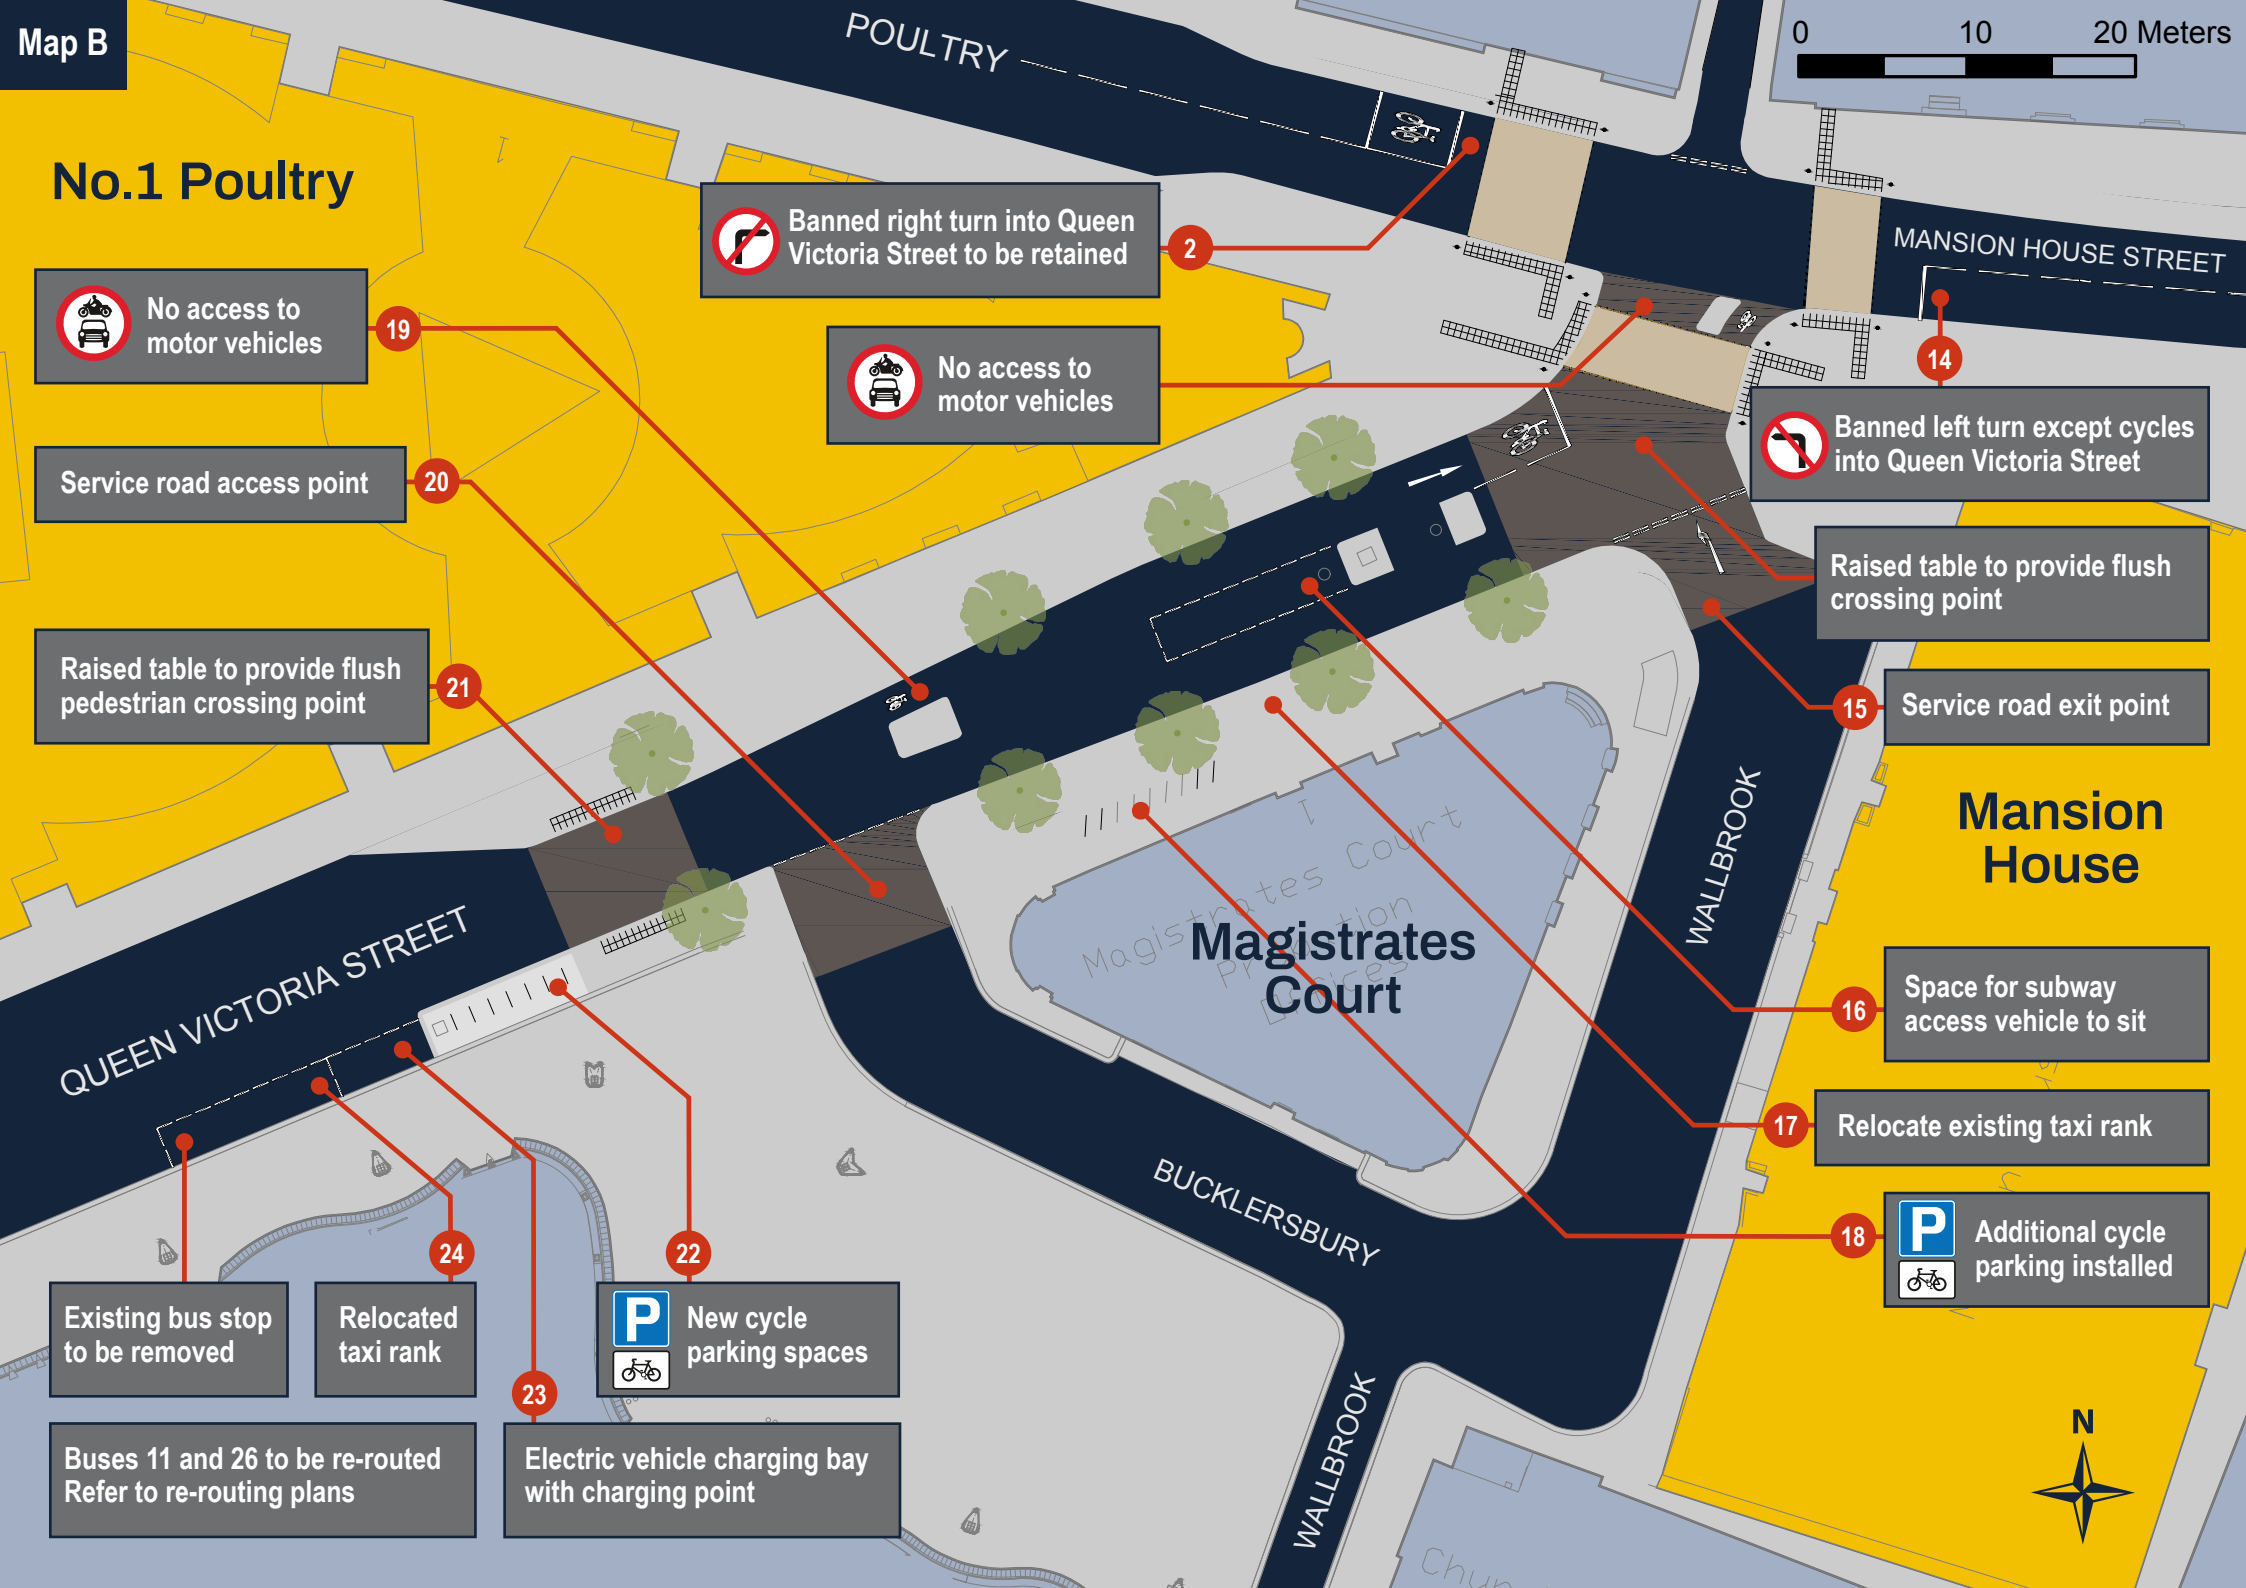 Map B
POULTRY
0 10 20 Meters
No.1 Poultry
Banned right turn into Queen
Victoria Street to be retained
2
MANSION HOUSE STREET
No access to
motor vehicles
19
No access to
motor vehicles
14
Banned left turn except cycles
into Queen Victoria Street
Service road access point
20
Raised table to provide flush
crossing point
Raised table to provide flush
pedestrian crossing point
21
15
Service road exit point
WALLBROOK
Mansion
House
Magistrates Court
Magistrates
Court
QUEEN VICTORIA STREET
16
Space for subway
access vehicle to sit
17
Relocate existing taxi rank
BUCKLERSBURY
18
P
Additional cycle
parking installed
24
22
Existing bus stop
to be removed
Relocated
taxi rank
P
New cycle
parking spaces
23
WALLBROOK
Buses 11 and 26 to be re-routed
Refer to re-routing plans
Electric vehicle charging bay
with charging point
N